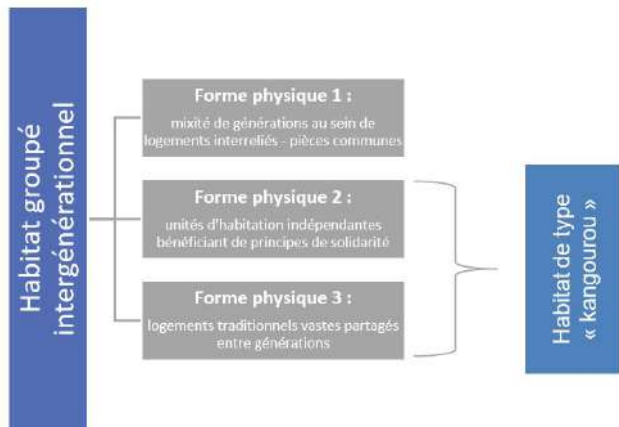 Habitat groupé
intergénérationnel
Forme physique 1 :
mixité de générations au sein de
logements interreliés - pièces communes
Forme physique 2 :
unités d'habitation indépendantes
bénéficiant de principes de solidarité
Forme physique 3 :
logements traditionnels vastes partagés
entre générations
Habitat de type
« kangourou »